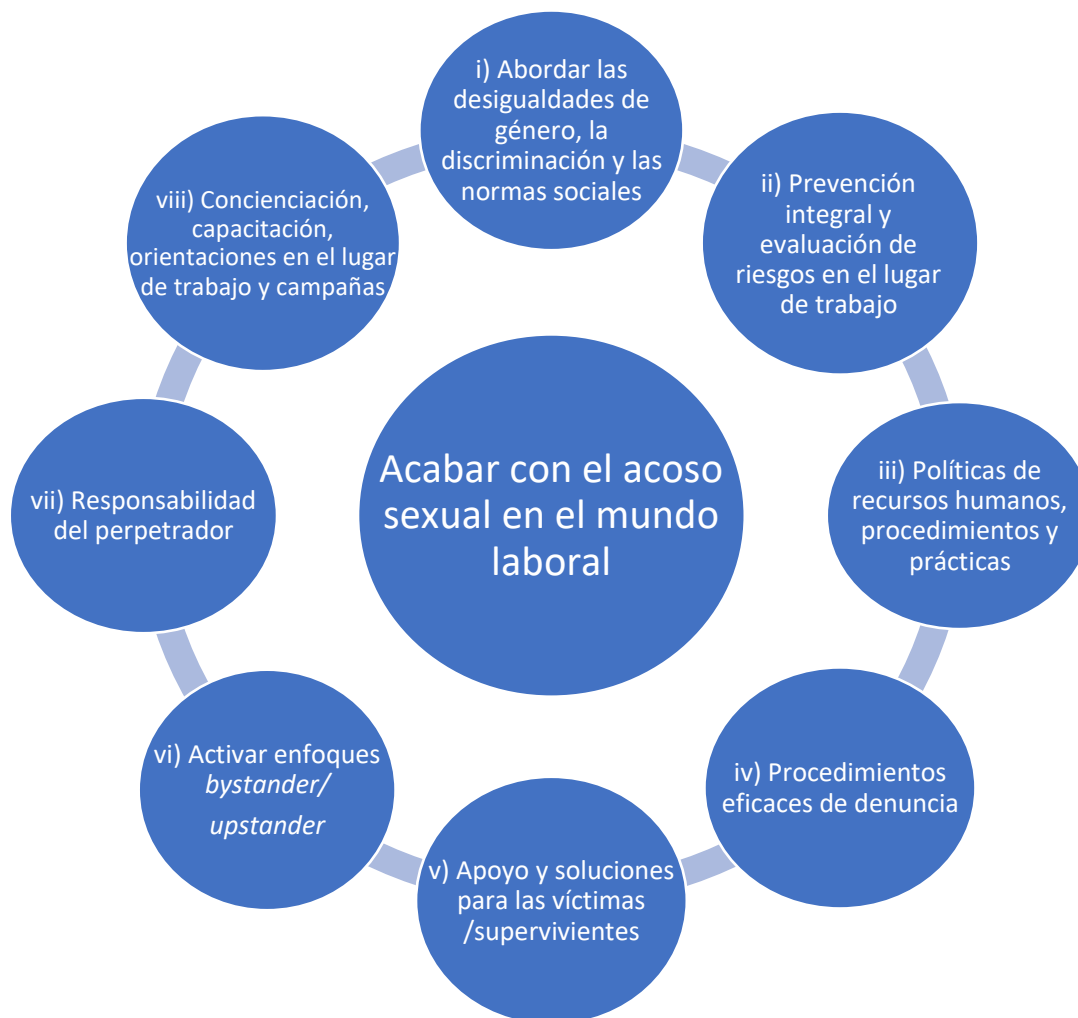 i) Abordar las
desigualdades de
género, la
discriminación y las
normas sociales
ii) Prevención
integral y
evaluación de
riesgos en el lugar
de trabajo
iii) Políticas de
recursos humanos,
procedimientos y
prácticas
iv) Procedimientos
eficaces de denuncia
v) Apoyo y soluciones
para las víctimas
/supervivientes
vi) Activar enfoques
bystander/
upstander
vii) Responsabilidad
del perpetrador
viii) Concienciación,
capacitación,
orientaciones en el lugar
de trabajo y campañas
Acabar con el acoso
sexual en el mundo
laboral